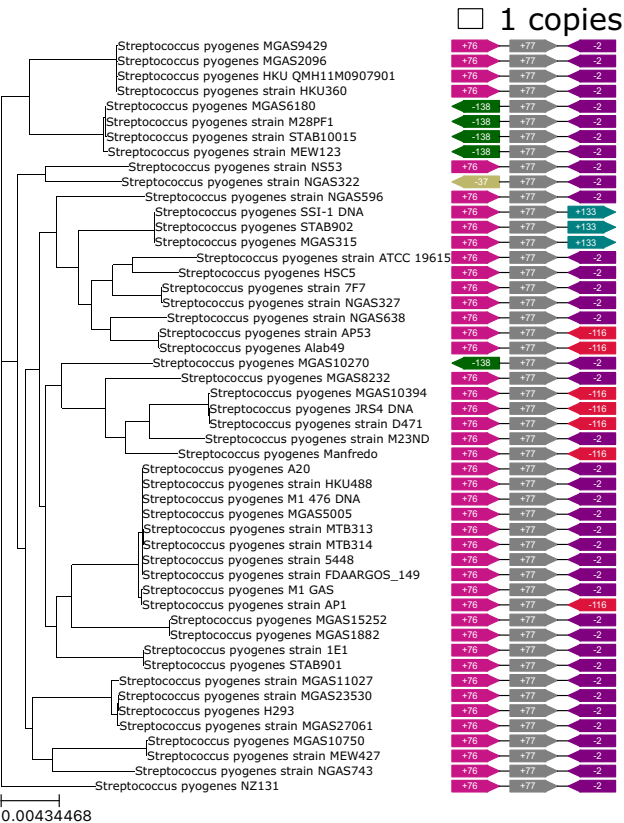 1 copies
Streptococcus pyogenes MGAS9429 +76 +77 -2
Streptococcus pyogenes MGAS2096 +76 +77 -2
Streptococcus pyogenes HKU QMH11M0907901 +76 +77 -2
Streptococcus pyogenes strain HKU360 +76 +77 -2
Streptococcus pyogenes MGAS6180 -138 +77 -2
Streptococcus pyogenes strain M28PF1 -138 +77 -2
Streptococcus pyogenes strain STAB10015 -138 +77 -2
Streptococcus pyogenes strain MEW123 -138 +77 -2
Streptococcus pyogenes strain NS53 +76 +77 -2
Streptococcus pyogenes strain NGAS322 -37 +77 -2
Streptococcus pyogenes strain NGAS596 +76 +77 -2
Streptococcus pyogenes SSI-1 DNA +76 +77 +133
Streptococcus pyogenes STAB902 +76 +77 +133
Streptococcus pyogenes MGAS315 +76 +77 +133
Streptococcus pyogenes strain ATCC 19615 +76 +77 -2
Streptococcus pyogenes HSC5 +76 +77 -2
Streptococcus pyogenes strain 7F7 +76 +77 -2
Streptococcus pyogenes strain NGAS327 +76 +77 -2
Streptococcus pyogenes strain NGAS638 +76 +77 -2
Streptococcus pyogenes strain AP53 +76 +77 -116
Streptococcus pyogenes Alab49 +76 +77 -116
Streptococcus pyogenes MGAS10270 -138 +77 -2
Streptococcus pyogenes MGAS8232 +76 +77 -2
Streptococcus pyogenes MGAS10394 +76 +77 -116
Streptococcus pyogenes JRS4 DNA +76 +77 -116
Streptococcus pyogenes strain D471 +76 +77 -116
Streptococcus pyogenes strain M23ND +76 +77 -2
Streptococcus pyogenes Manfredo +76 +77 -116
Streptococcus pyogenes A20 +76 +77 -2
Streptococcus pyogenes strain HKU488 +76 +77 -2
Streptococcus pyogenes M1 476 DNA +76 +77 -2
Streptococcus pyogenes MGAS5005 +76 +77 -2
Streptococcus pyogenes strain MTB313 +76 +77 -2
Streptococcus pyogenes strain MTB314 +76 +77 -2
Streptococcus pyogenes strain 5448 +76 +77 -2
Streptococcus pyogenes strain FDAARGOS_149 +76 +77 -2
Streptococcus pyogenes M1 GAS +76 +77 -2
Streptococcus pyogenes strain AP1 +76 +77 -116
Streptococcus pyogenes MGAS15252 +76 +77 -2
Streptococcus pyogenes MGAS1882 +76 +77 -2
Streptococcus pyogenes strain 1E1 +76 +77 -2
Streptococcus pyogenes STAB901 +76 +77 -2
Streptococcus pyogenes strain MGAS11027 +76 +77 -2
Streptococcus pyogenes strain MGAS23530 +76 +77 -2
Streptococcus pyogenes H293 +76 +77 -2
Streptococcus pyogenes strain MGAS27061 +76 +77 -2
Streptococcus pyogenes MGAS10750 +76 +77 -2
Streptococcus pyogenes strain MEW427 +76 +77 -2
Streptococcus pyogenes strain NGAS743 +76 +77 -2
Streptococcus pyogenes NZ131 +76 +77 -2
0.00434468